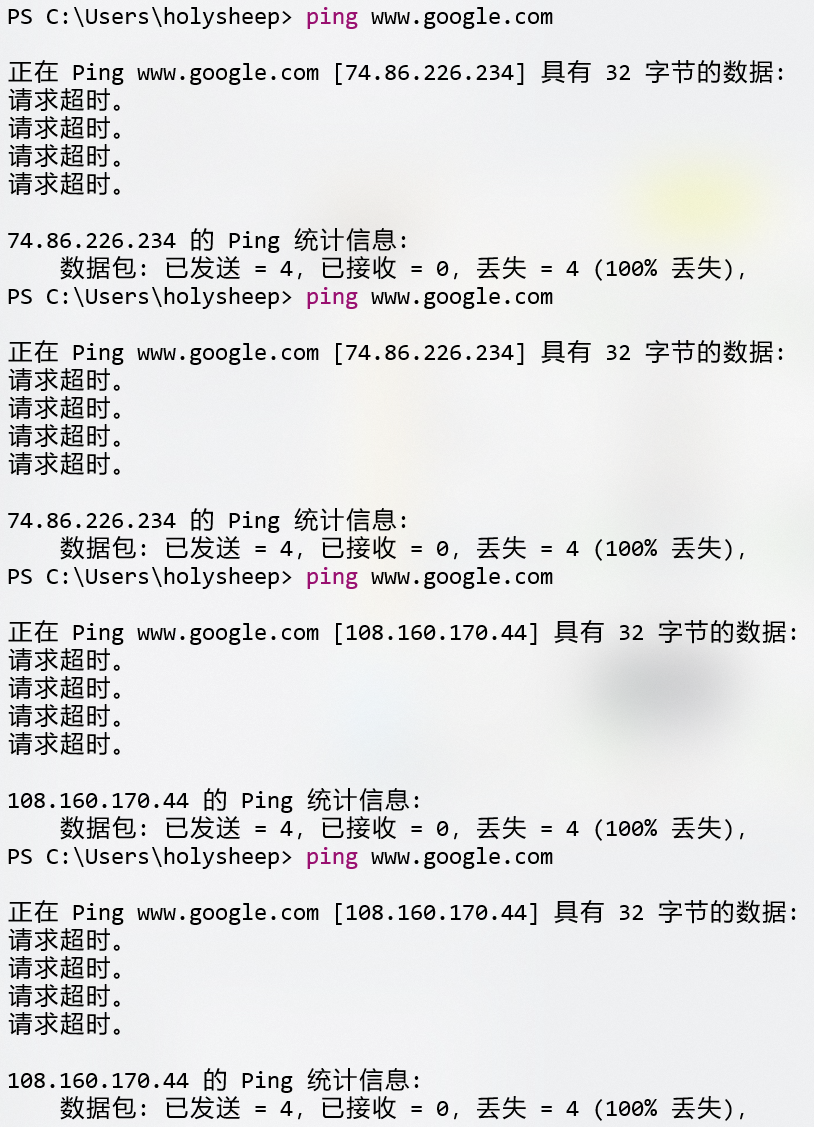 PS C:\Users\holysheep> ping www.google.com
正在 Ping www.google.com [74.86.226.234] 具有 32 字节的数据:
请求超时。
请求超时。
请求超时。
请求超时。
74.86.226.234 的 Ping 统计信息:
数据包: 已发送 = 4, 已接收 = 0, 丢失 = 4 (100% 丢失),
PS C:\Users\holysheep> ping www.google.com
正在 Ping www.google.com [74.86.226.234] 具有 32 字节的数据:
请求超时。
请求超时。
请求超时。
请求超时。
74.86.226.234 的 Ping 统计信息:
数据包: 已发送 = 4, 已接收 = 0, 丢失 = 4 (100% 丢失),
PS C:\Users\holysheep> ping www.google.com
正在 Ping www.google.com [108.160.170.44] 具有 32 字节的数据:
请求超时。
请求超时。
请求超时。
请求超时。
108.160.170.44 的 Ping 统计信息:
数据包: 已发送 = 4, 已接收 = 0, 丢失 = 4 (100% 丢失),
PS C:\Users\holysheep> ping www.google.com
正在 Ping www.google.com [108.160.170.44] 具有 32 字节的数据:
请求超时。
请求超时。
请求超时。
请求超时。
108.160.170.44 的 Ping 统计信息:
数据包: 已发送 = 4, 已接收 = 0, 丢失 = 4 (100% 丢失),